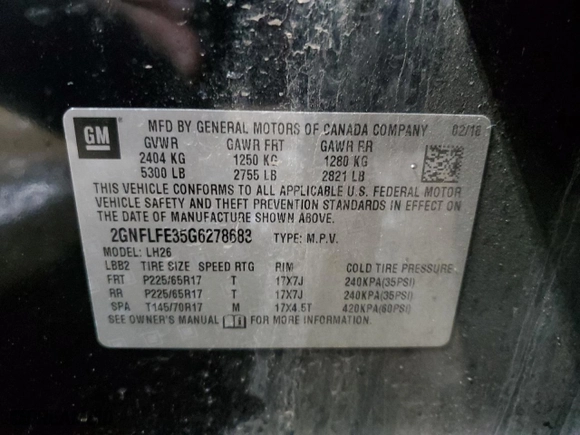 GM MFD BY GENERAL MOTORS OF CANADA COMPANY 02/16
GVWR GAWR FRT GAWR RR
2404 KG 1250 KG 1280 KG
5300 LB 2755 LB 2821 LB
THIS VEHICLE CONFORMS TO ALL APPLICABLE U.S. FEDERAL MOTOR
VEHICLE SAFETY AND THEFT PREVENTION STANDARDS IN EFFECT ON
THE DATE OF MANUFACTURE SHOWN ABOVE.
2GNFLFE35G6278683 TYPE: M.P.V.
MODEL: LH26
LBB2 TIRE SIZE SPEED RTG RIM COLD TIRE PRESSURE
FRT P225/65R17 T 17X7J 240KPA(35PSI)
RR P225/65R17 T 17X7J 240KPA(35PSI)
SPA T145/70R17 M 17X4.5T 420KPA(60PSI)
SEE OWNER'S MANUAL FOR MORE INFORMATION.